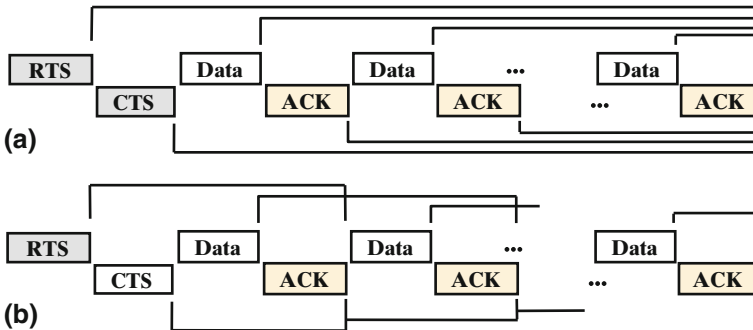 RTS Data Data ... Data
CTS ACK ACK ... ACK
(a)
RTS Data Data ... Data
CTS ACK ACK ... ACK
(b)